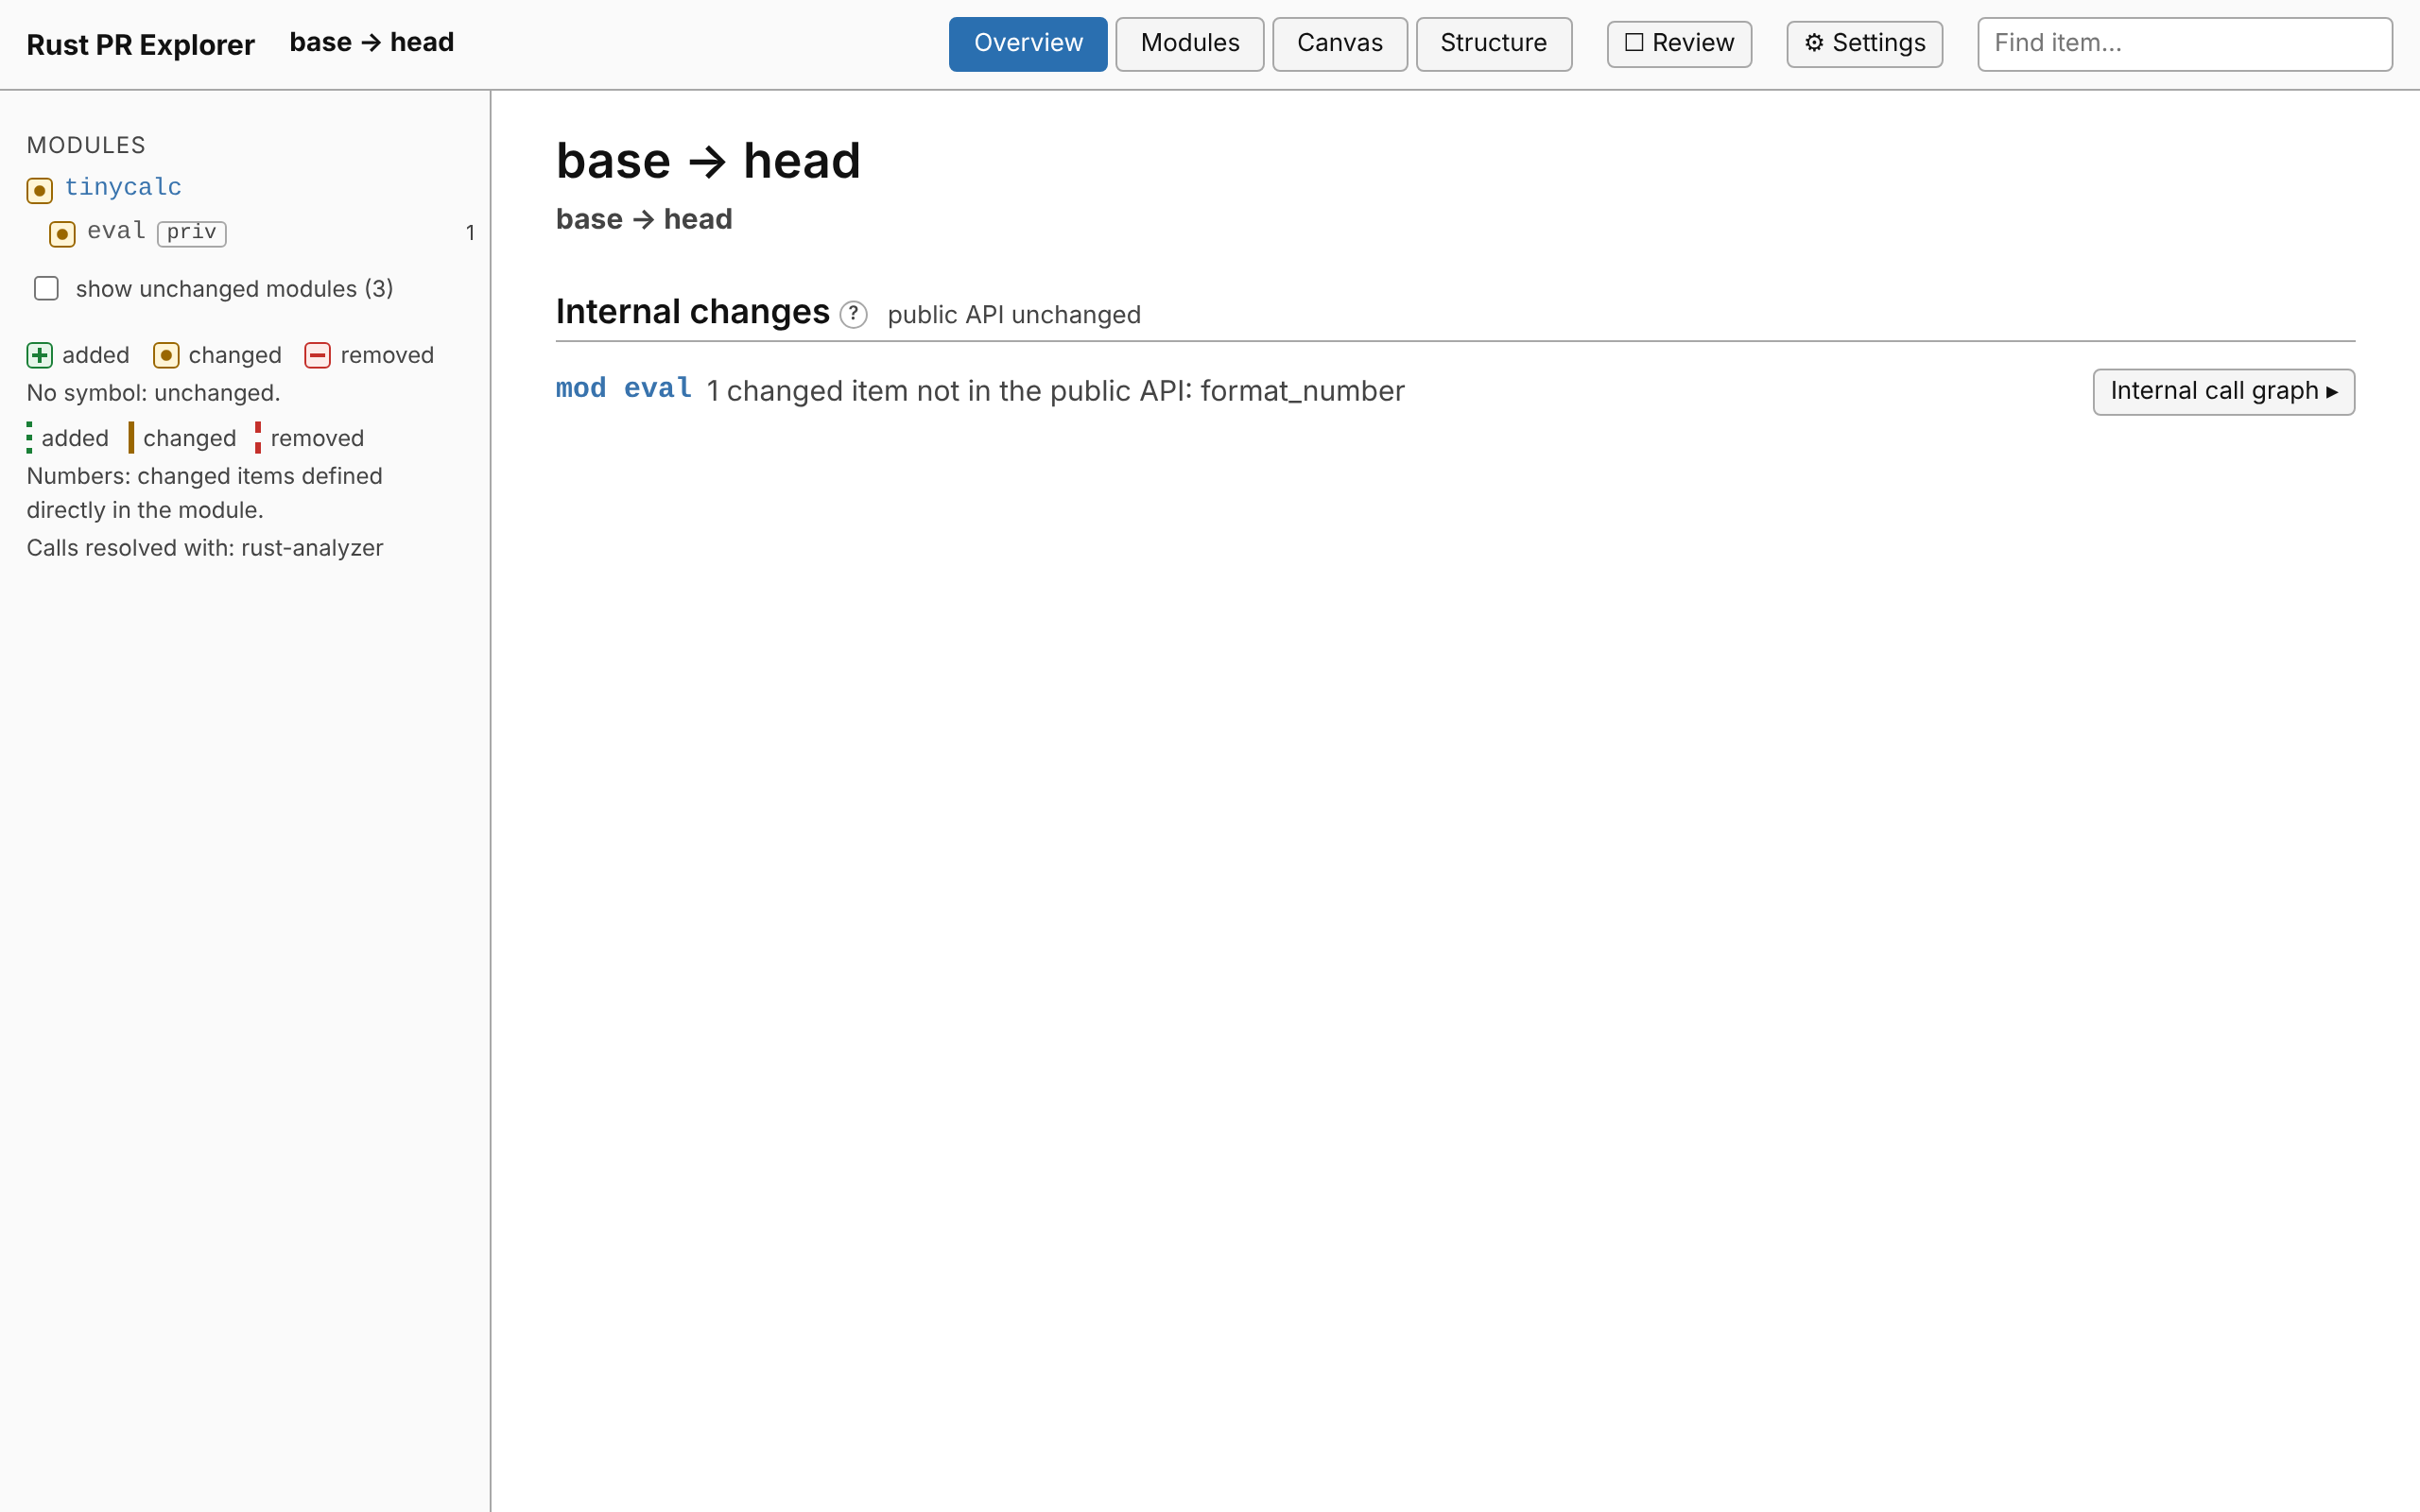 Rust PR Explorer base → head Overview Modules Canvas Structure ☐ Review ⚙ Settings Find item...
MODULES
tinycalc
eval priv 1
show unchanged modules (3)
added changed removed
No symbol: unchanged.
added changed removed
Numbers: changed items defined
directly in the module.
Calls resolved with: rust-analyzer
base → head
base → head
Internal changes ? public API unchanged
mod eval 1 changed item not in the public API: format_number Internal call graph ▸